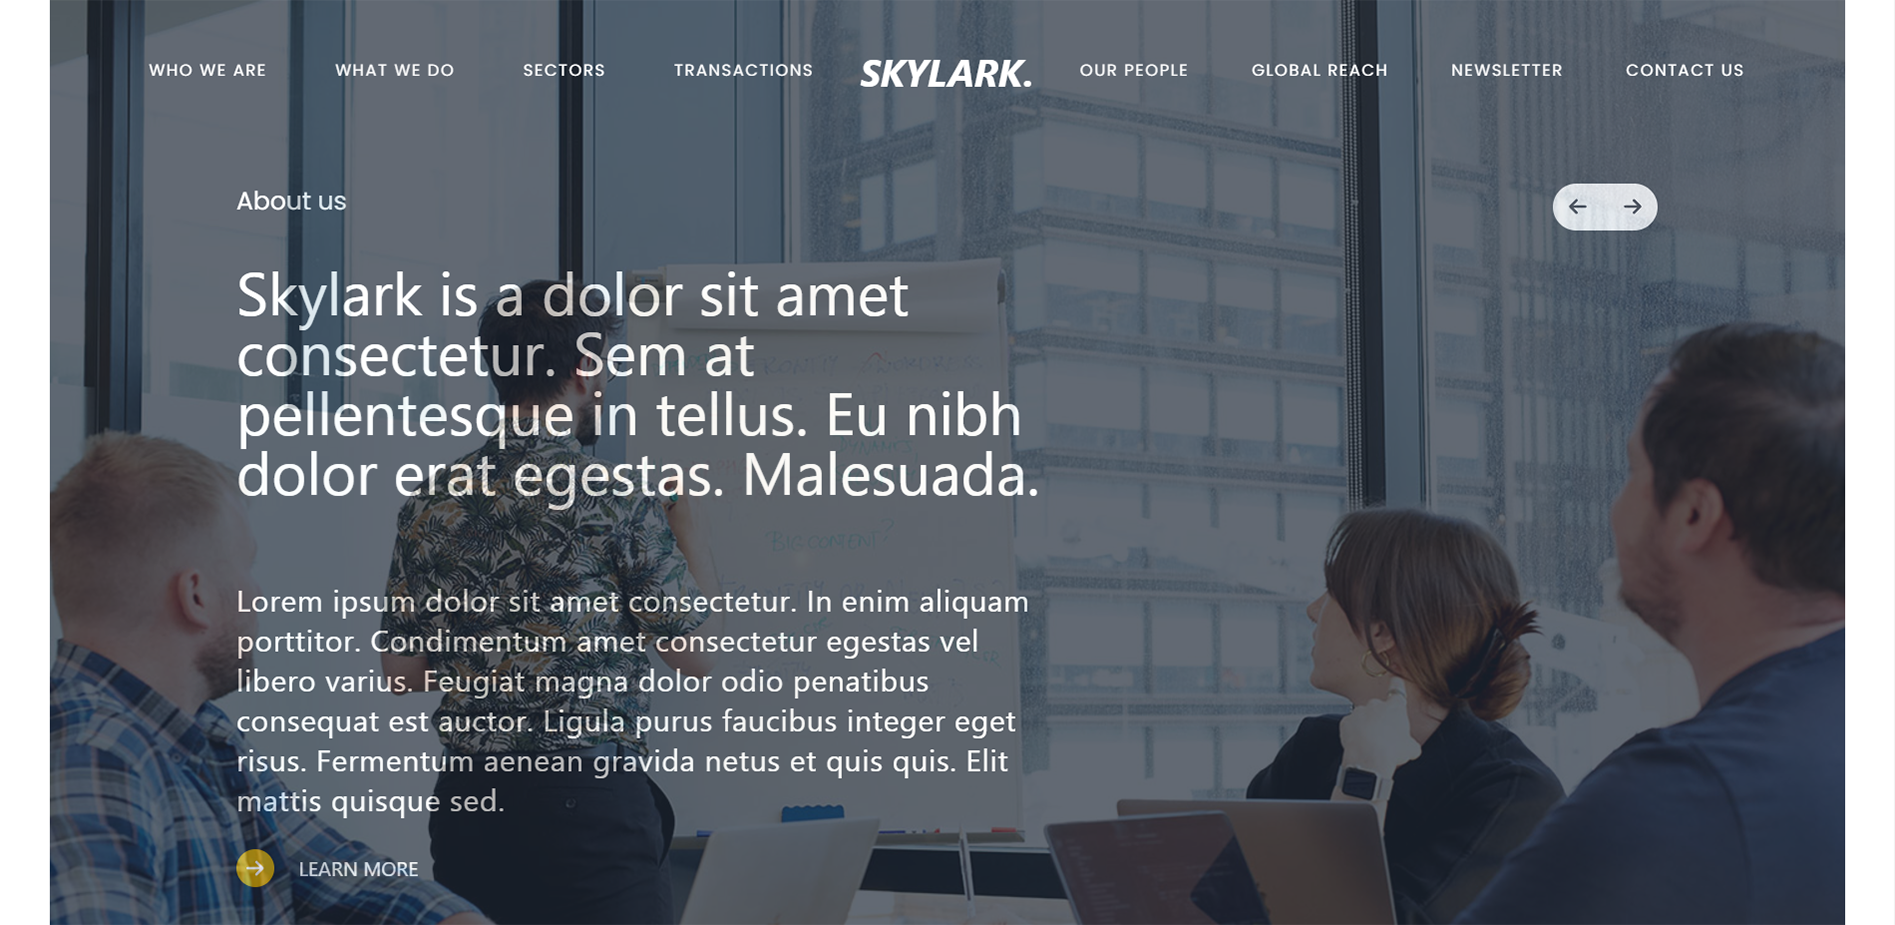 WHO WE ARE WHAT WE DO SECTORS TRANSACTIONS SKYLARK. OUR PEOPLE GLOBAL REACH NEWSLETTER CONTACT US
About us
Skylark is a dolor sit amet
consectetur. Sem at
pellentesque in tellus. Eu nibh
dolor erat egestas. Malesuada.
BIG CONTENT?
Lorem ipsum dolor sit amet consectetur. In enim aliquam
porttitor. Condimentum amet consectetur egestas vel
libero varius. Feugiat magna dolor odio penatibus
consequat est auctor. Ligula purus faucibus integer eget
risus. Fermentum aenean gravida netus et quis quis. Elit
mattis quisque sed.
LEARN MORE